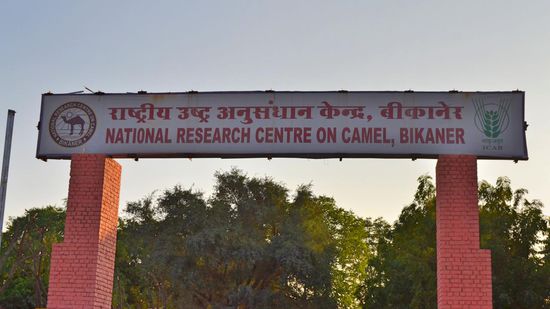 राष्ट्रीय उष्ट्र अनुसंधान केन्द्र, बीकानेर
NATIONAL RESEARCH CENTRE ON CAMEL, BIKANER
ICAR